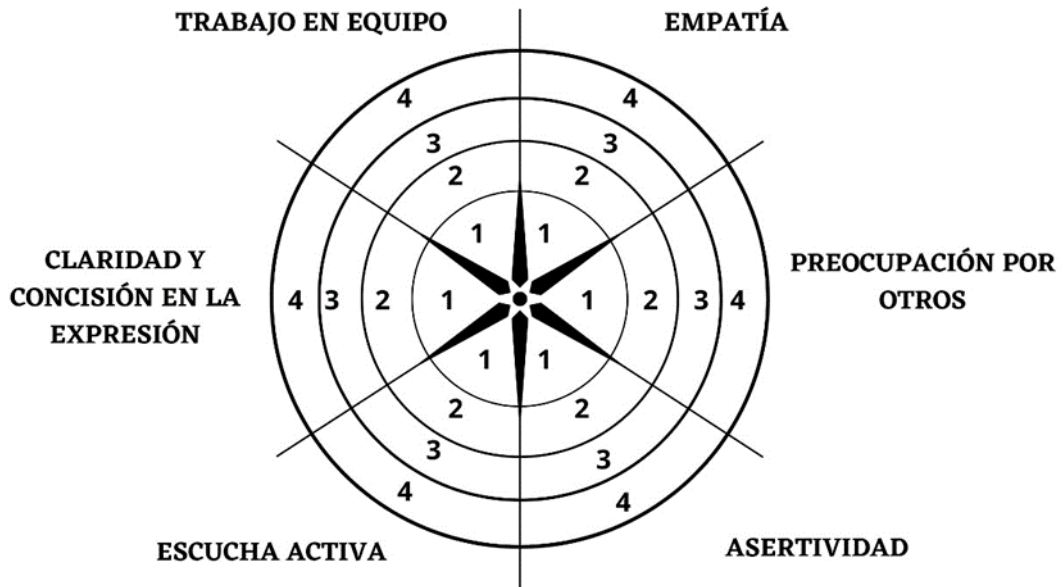 TRABAJO EN EQUIPO
EMPATÍA
4 4
3 3
2 2
1 1
CLARIDAD Y
CONCISIÓN EN LA
EXPRESIÓN
4 3 2 1 1 2 3 4
PREOCUPACIÓN POR
OTROS
1 1
2 2
3 3
4 4
ESCUCHA ACTIVA
ASERTIVIDAD